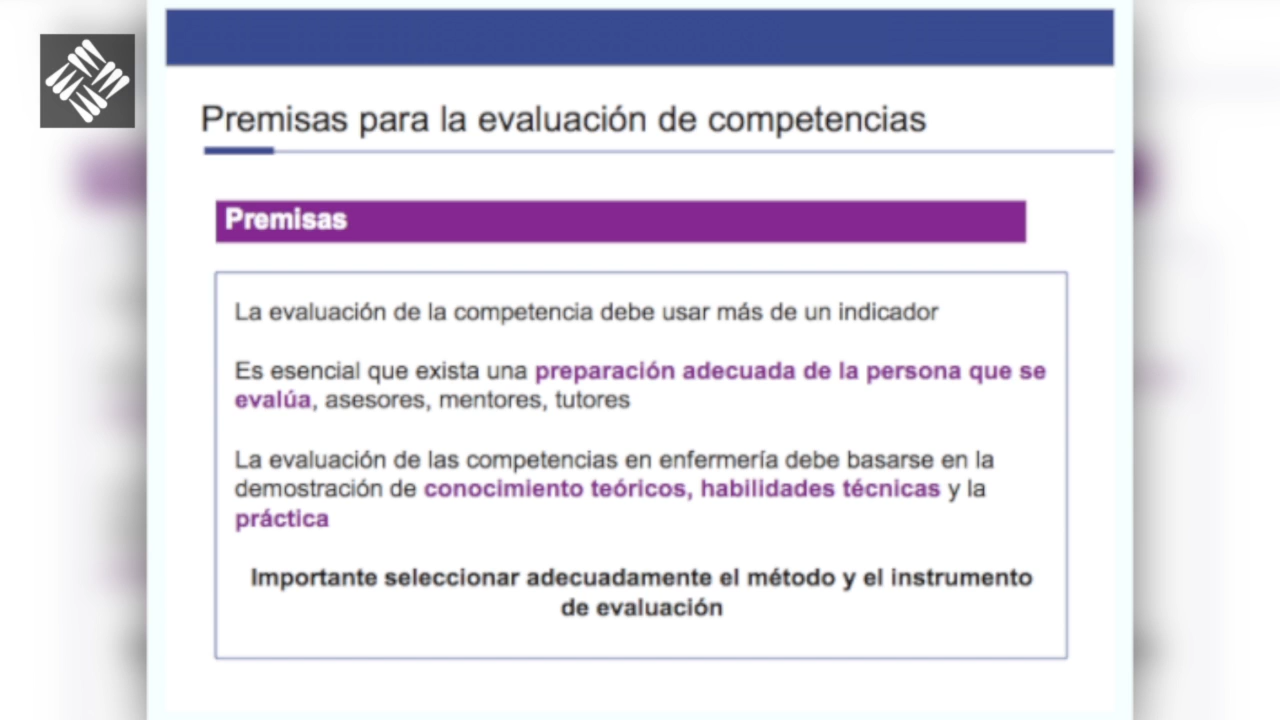 Premisas para la evaluación de competencias
Premisas
La evaluación de la competencia debe usar más de un indicador
Es esencial que exista una preparación adecuada de la persona que se
evalúa, asesores, mentores, tutores
La evaluación de las competencias en enfermería debe basarse en la
demostración de conocimiento teóricos, habilidades técnicas y la
práctica
Importante seleccionar adecuadamente el método y el instrumento
de evaluación